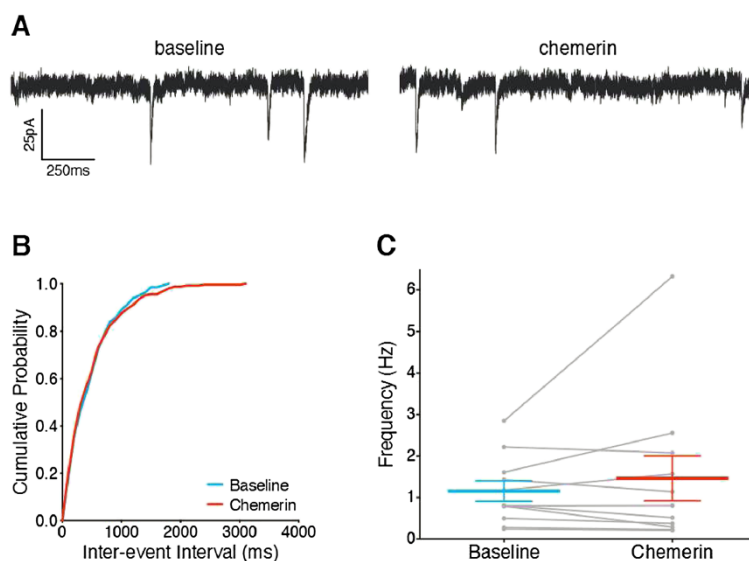 A
baseline
chemerin
25pA
250ms
B
1.0
0.8
0.6
0.4
0.2
0.0
Cumulative Probability
Baseline
Chemerin
0
1000
2000
3000
4000
Inter-event Interval (ms)
C
6
5
4
3
2
1
0
Frequency (Hz)
Baseline
Chemerin